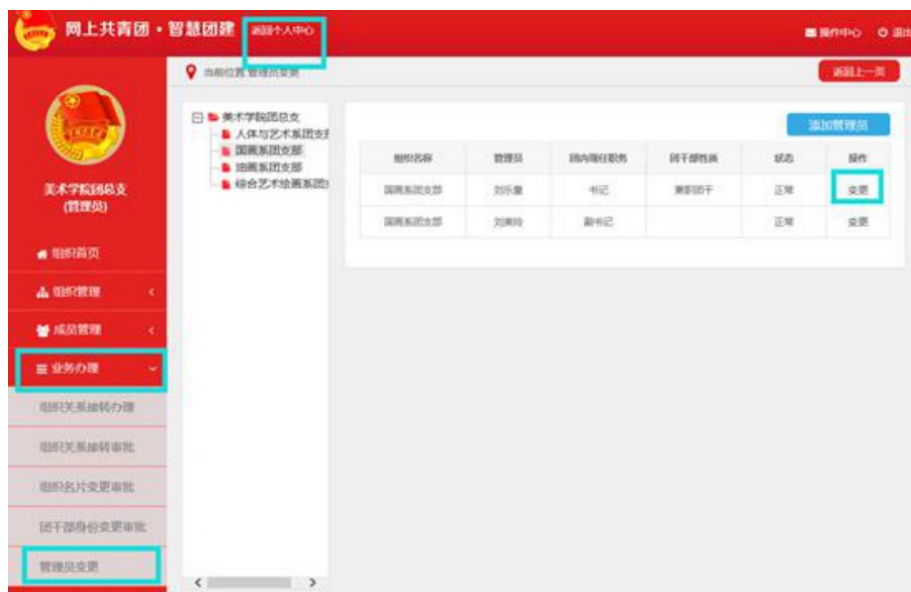 网上共青团·智慧团建 返回个人中心 操作中心 退出
当前位置 管理员变更 返回上一页
美术学院团总支
(管理员)
组织首页
组织管理
成员管理
业务办理
组织关系抽转办理
组织关系抽转审批
组织名片变更审批
团干部身份变更审批
管理员变更
美术学院团总支
人体与艺术系团支
国画系团支部
油画系团支部
综合艺术绘画系团
添加管理员
组织名称 管理员 团内现任职务 团干部性质 状态 操作
国画系团支部 书记 兼职团干 正常 变更
国画系团支部 副书记 正常 变更